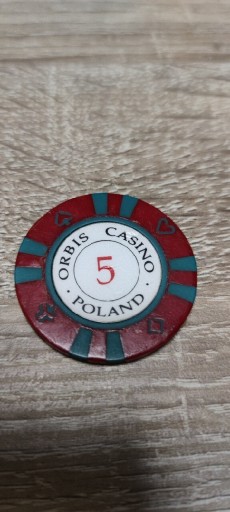 ORBIS CASINO
5
· POLAND ·